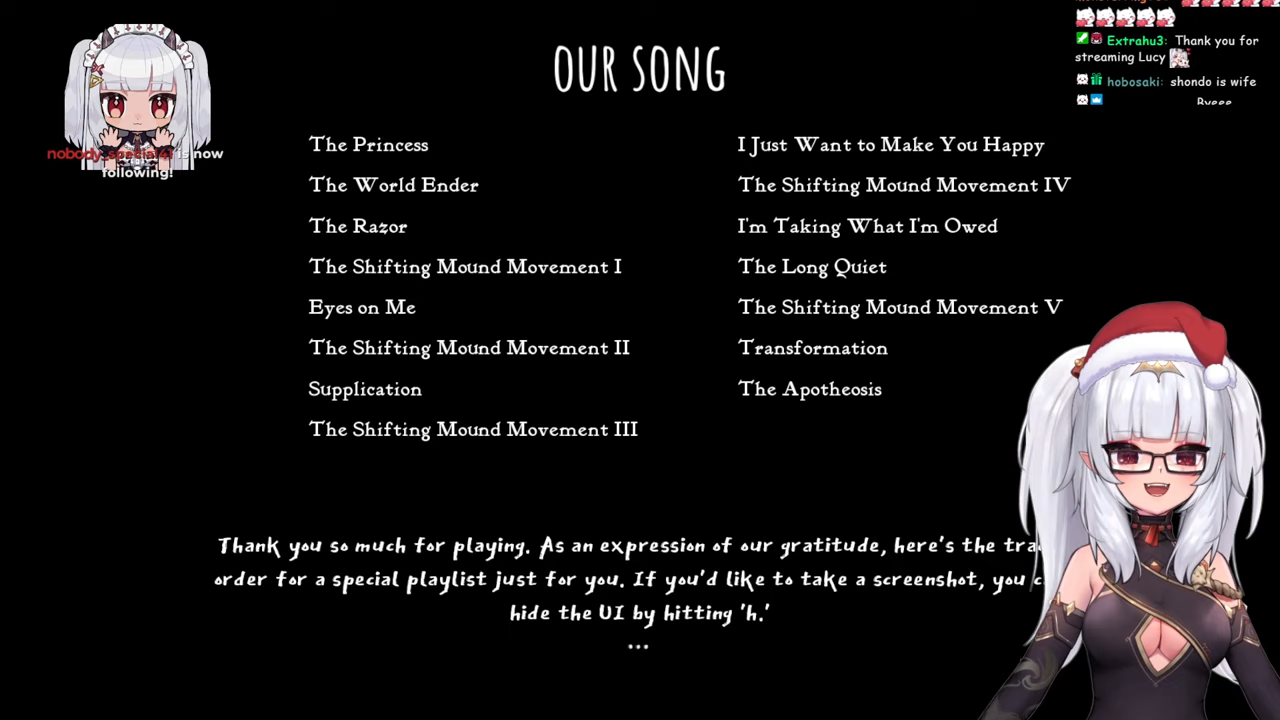 OUR SONG
The Princess
The World Ender
The Razor
The Shifting Mound Movement I
Eyes on Me
The Shifting Mound Movement II
Supplication
The Shifting Mound Movement III
I Just Want to Make You Happy
The Shifting Mound Movement IV
I'm Taking What I'm Owed
The Long Quiet
The Shifting Mound Movement V
Transformation
The Apotheosis
Thank you so much for playing. As an expression of our gratitude, here's the
order for a special playlist just for you. If you'd like to take a screenshot, you
hide the UI by hitting 'h.'
...
is now
following!
Extrahu3: Thank you for
streaming Lucy
hobosaki: shondo is wife